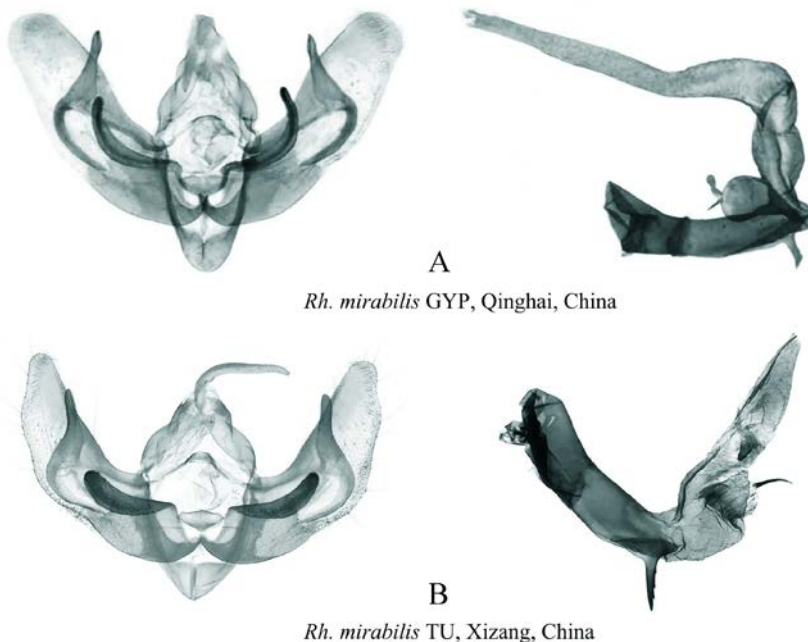 A
Rh. mirabilis GYP, Qinghai, China
B
Rh. mirabilis TU, Xizang, China